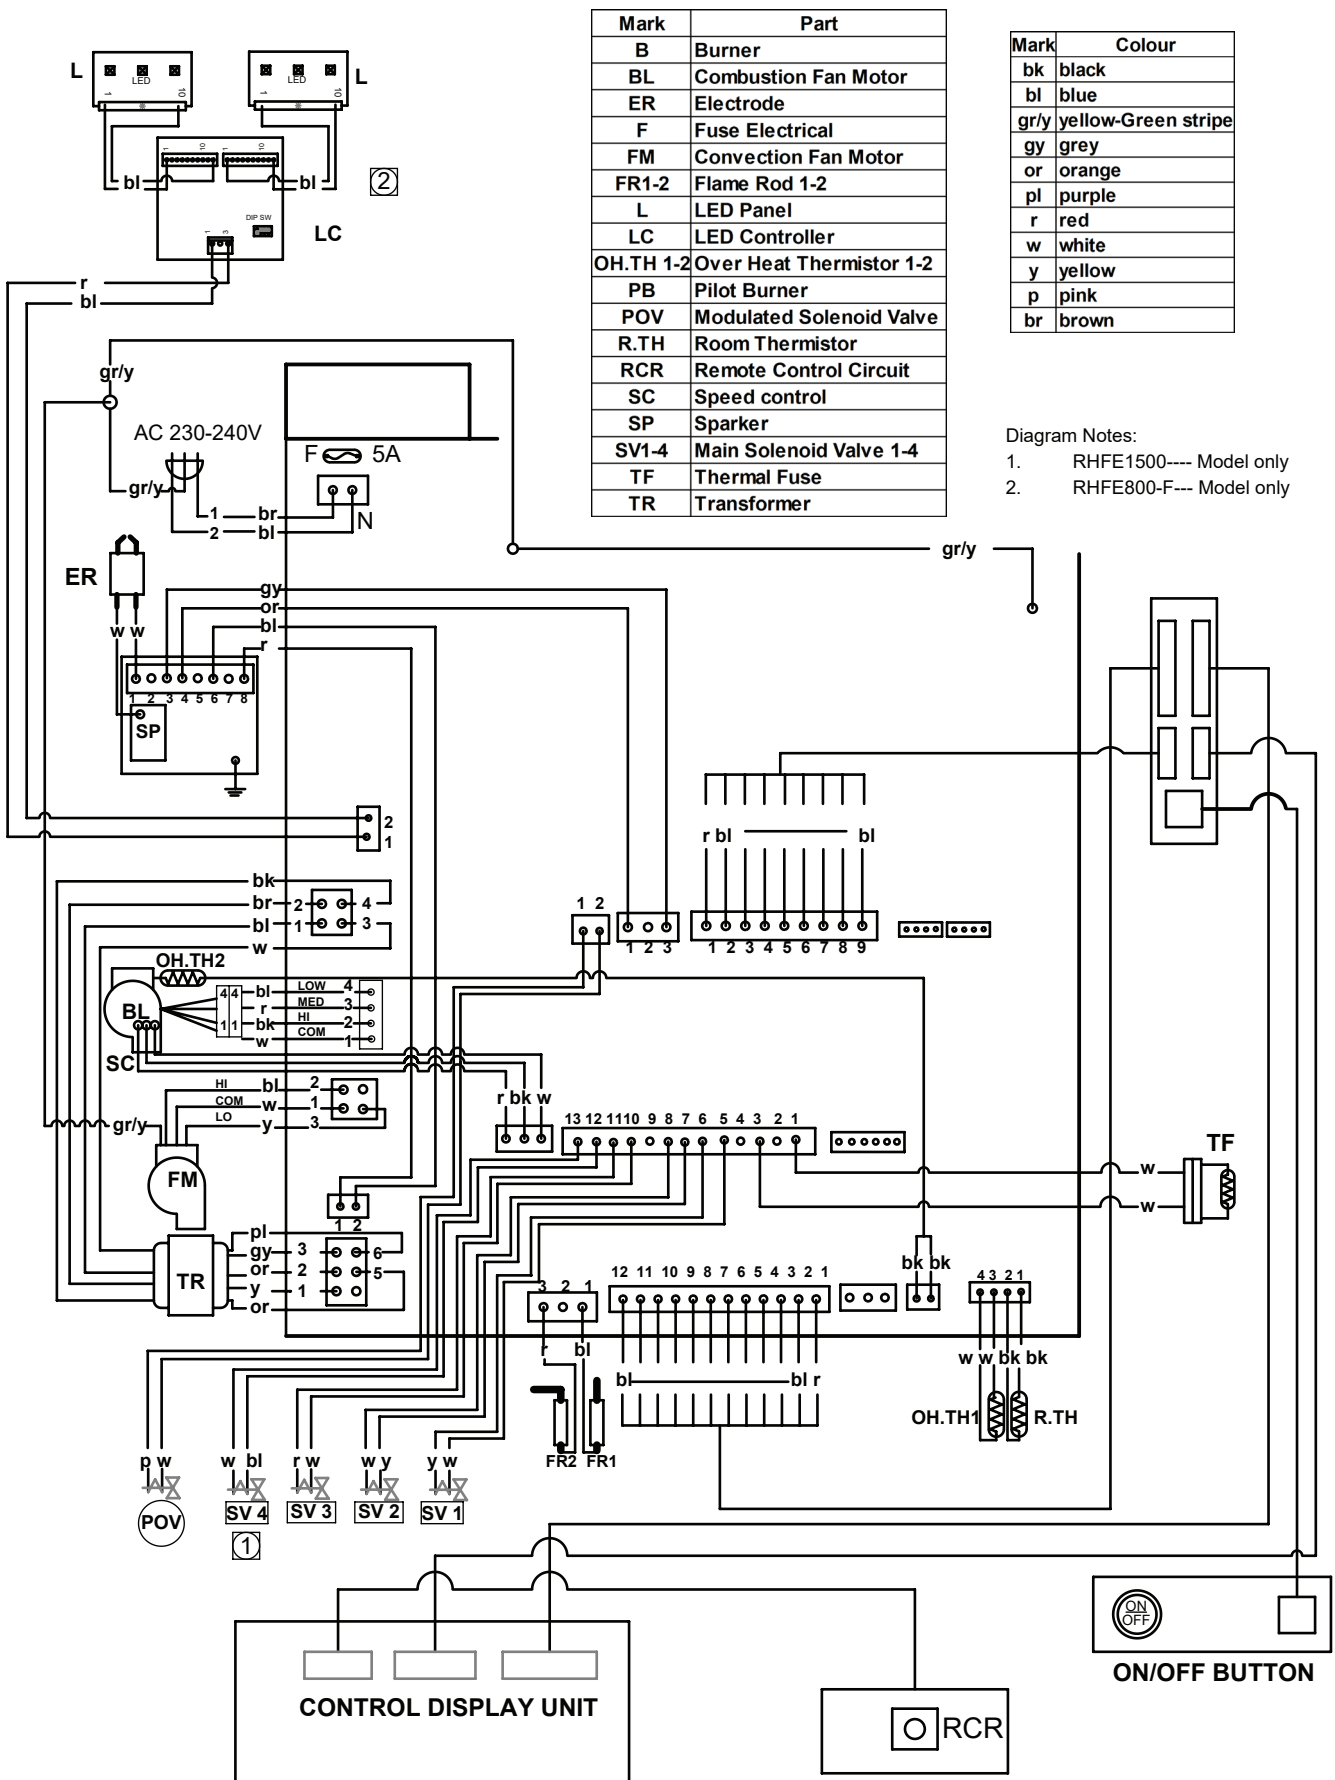 L
LED
1
10
L
LED
1
10
1
10
1
10
bl
bl
2
DIP SW
1
3
LC
r
bl
Mark Part
B Burner
BL Combustion Fan Motor
ER Electrode
F Fuse Electrical
FM Convection Fan Motor
FR1-2 Flame Rod 1-2
L LED Panel
LC LED Controller
OH.TH 1-2 Over Heat Thermistor 1-2
PB Pilot Burner
POV Modulated Solenoid Valve
R.TH Room Thermistor
RCR Remote Control Circuit
SC Speed control
SP Sparker
SV1-4 Main Solenoid Valve 1-4
TF Thermal Fuse
TR Transformer
Mark Colour
bk black
bl blue
gr/y yellow-Green stripe
gy grey
or orange
pl purple
r red
w white
y yellow
p pink
br brown
Diagram Notes:
1. RHFE1500---- Model only
2. RHFE800-F--- Model only
gr/y
AC 230-240V
F 5A
gr/y
1 br
2 bl
N
gr/y
ER
w w
gy
or
bl
r
1 2 3 4 5 6 7 8
SP
2
1
r bl bl
1 2 3 4 5 6 7 8 9
1 2
1 2 3
bk
br 2 4
bl 1 3
w
OH.TH2
BL
SC
4 4 bl LOW 4
r MED 3
1 1 bk HI 2
w COM 1
HI bl 2
COM w 1
LO y 3
gr/y
FM
r bk w
13 12 11 10 9 8 7 6 5 4 3 2 1
TF
w
w
1 2
TR
pl
gy 3 6
or 2 5
y 1
or
3 2 1
12 11 10 9 8 7 6 5 4 3 2 1
bk bk
4 3 2 1
r bl
bl bl r
w w bk bk
OH.TH1 R.TH
FR2 FR1
p w
w bl
r w
w y
y w
POV
SV 4
SV 3
SV 2
SV 1
1
CONTROL DISPLAY UNIT
RCR
ON
OFF
ON/OFF BUTTON